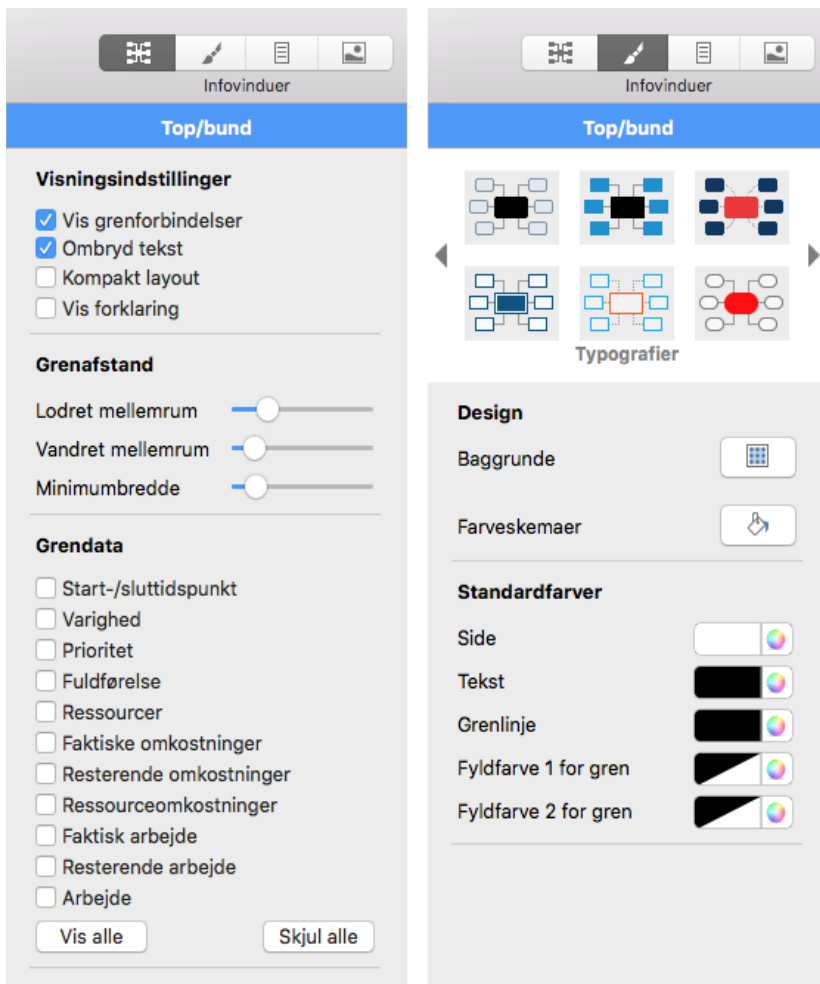 Infovinduer
Top/bund
Visningsindstillinger
Vis grenforbindelser
Ombryd tekst
Kompakt layout
Vis forklaring
Grenafstand
Lodret mellemrum
Vandret mellemrum
Minimumbredde
Grendata
Start-/sluttidspunkt
Varighed
Prioritet
Fuldførelse
Ressourcer
Faktiske omkostninger
Resterende omkostninger
Ressourceomkostninger
Faktisk arbejde
Resterende arbejde
Arbejde
Vis alle Skjul alle
Infovinduer
Top/bund
Typografier
Design
Baggrunde
Farveskemaer
Standardfarver
Side
Tekst
Grenlinje
Fyldfarve 1 for gren
Fyldfarve 2 for gren